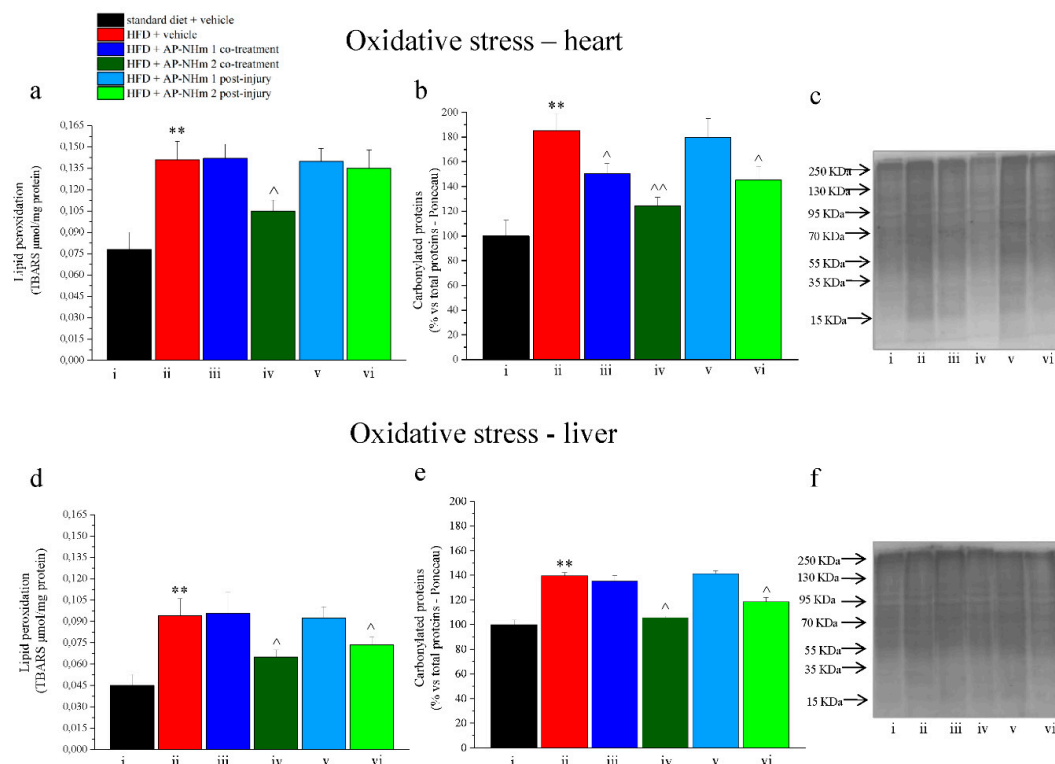 standard diet + vehicle
HFD + vehicle
HFD + AP-NHm 1 co-treatment
HFD + AP-NHm 2 co-treatment
HFD + AP-NHm 1 post-injury
HFD + AP-NHm 2 post-injury
Oxidative stress – heart
a
Lipid peroxidation
(TBARS µmol/mg protein)
0,165
0,150
0,135
0,120
0,105
0,090
0,075
0,060
0,045
0,030
0,015
0,000
**
^
i ii iii iv v vi
b
Carbonylated proteins
(% vs total proteins - Ponceau)
200
180
160
140
120
100
80
60
40
20
0
**
^
^^
^
i ii iii iv v vi
c
250 KDa
130 KDa
95 KDa
70 KDa
55 KDa
35 KDa
15 KDa
i ii iii iv v vi
Oxidative stress - liver
d
Lipid peroxidation
(TBARS µmol/mg protein)
0,165
0,150
0,135
0,120
0,105
0,090
0,075
0,060
0,045
0,030
0,015
0,000
**
^
^
i ii iii iv v vi
e
Carbonylated proteins
(% vs total proteins - Ponceau)
200
180
160
140
120
100
80
60
40
20
0
**
^
^
i ii iii iv v vi
f
250 KDa
130 KDa
95 KDa
70 KDa
55 KDa
35 KDa
15 KDa
i ii iii iv v vi